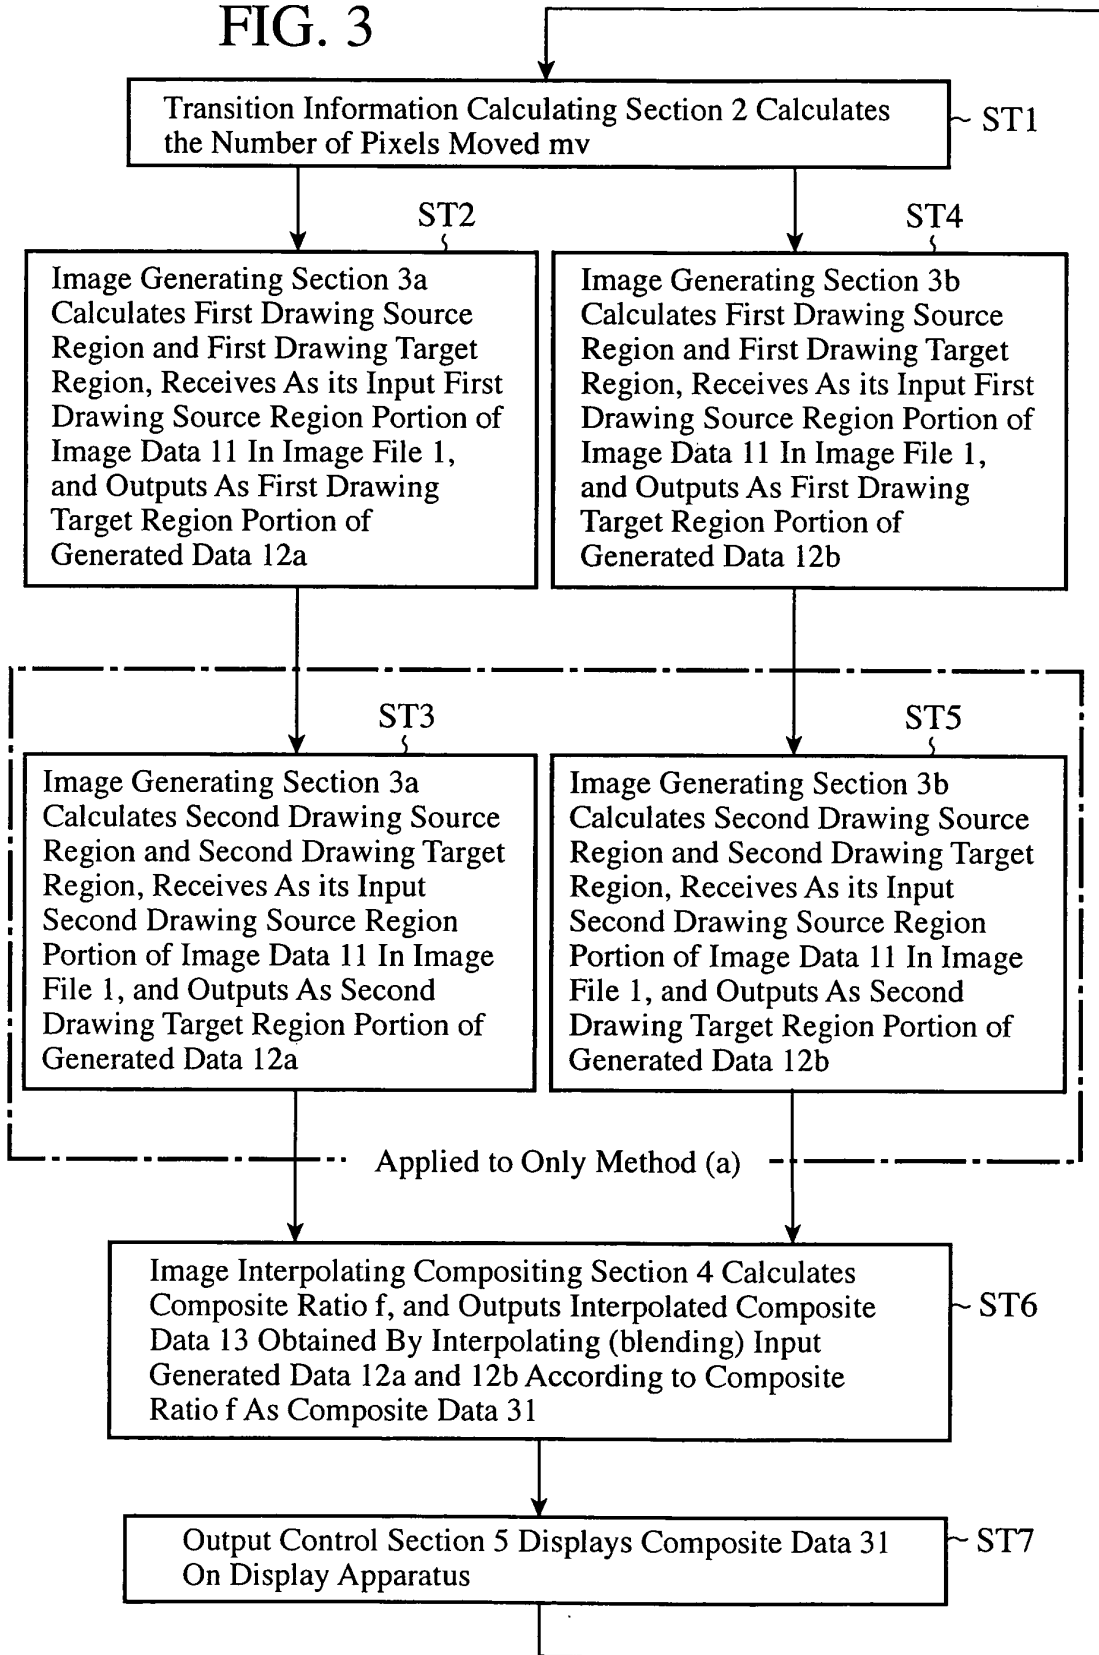 FIG. 3
Transition Information Calculating Section 2 Calculates
the Number of Pixels Moved mv
ST1
ST2
Image Generating Section 3a
Calculates First Drawing Source
Region and First Drawing Target
Region, Receives As its Input First
Drawing Source Region Portion of
Image Data 11 In Image File 1,
and Outputs As First Drawing
Target Region Portion of
Generated Data 12a
ST4
Image Generating Section 3b
Calculates First Drawing Source
Region and First Drawing Target
Region, Receives As its Input First
Drawing Source Region Portion of
Image Data 11 In Image File 1,
and Outputs As First Drawing
Target Region Portion of
Generated Data 12b
ST3
Image Generating Section 3a
Calculates Second Drawing Source
Region and Second Drawing Target
Region, Receives As its Input
Second Drawing Source Region
Portion of Image Data 11 In Image
File 1, and Outputs As Second
Drawing Target Region Portion of
Generated Data 12a
ST5
Image Generating Section 3b
Calculates Second Drawing Source
Region and Second Drawing Target
Region, Receives As its Input
Second Drawing Source Region
Portion of Image Data 11 In Image
File 1, and Outputs As Second
Drawing Target Region Portion of
Generated Data 12b
Applied to Only Method (a)
Image Interpolating Compositing Section 4 Calculates
Composite Ratio f, and Outputs Interpolated Composite
Data 13 Obtained By Interpolating (blending) Input
Generated Data 12a and 12b According to Composite
Ratio f As Composite Data 31
ST6
Output Control Section 5 Displays Composite Data 31
On Display Apparatus
ST7